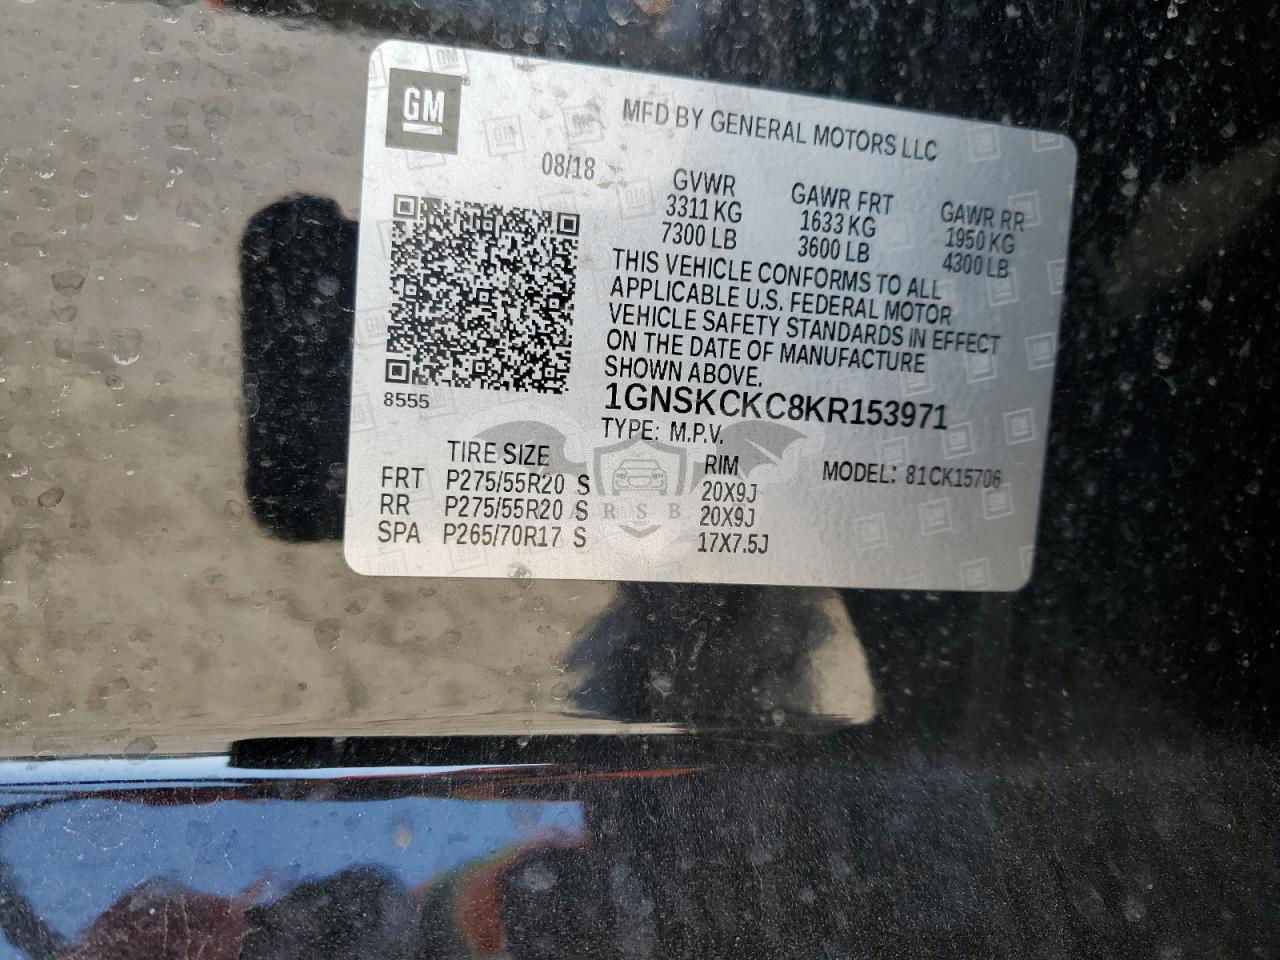 GM
MFD BY GENERAL MOTORS LLC
08/18
GVWR GAWR FRT GAWR RR
3311 KG 1633 KG 1950 KG
7300 LB 3600 LB 4300 LB
THIS VEHICLE CONFORMS TO ALL
APPLICABLE U.S. FEDERAL MOTOR
VEHICLE SAFETY STANDARDS IN EFFECT
ON THE DATE OF MANUFACTURE
SHOWN ABOVE.
8555
1GNSKCKC8KR153971
TYPE: M.P.V.
TIRE SIZE RIM MODEL: 81CK15706
FRT P275/55R20 S 20X9J
RR P275/55R20 S 20X9J
SPA P265/70R17 S 17X7.5J
RSB